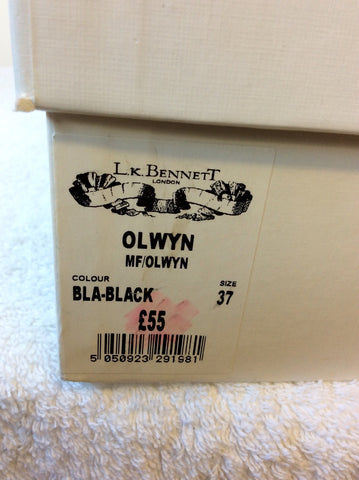 L.K.BENNETT
LONDON
OLWYN
MF/OLWYN
COLOUR SIZE
BLA-BLACK 37
£55
5 050923 291981